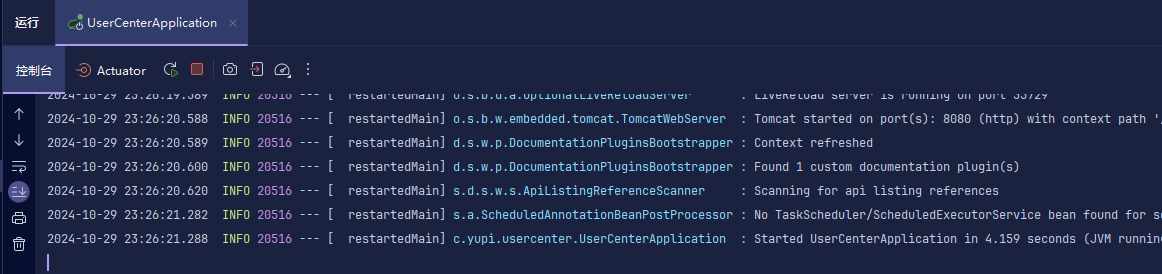 运行 UserCenterApplication
控制台 Actuator
2024-10-29 23:26:19.589 INFO 20516 --- [  restartedMain] o.s.b.d.a.OptionalLiveReloadServer : LiveReload server is running on port 35729
2024-10-29 23:26:20.588 INFO 20516 --- [  restartedMain] o.s.b.w.embedded.tomcat.TomcatWebServer : Tomcat started on port(s): 8080 (http) with context path '/
2024-10-29 23:26:20.589 INFO 20516 --- [  restartedMain] d.s.w.p.DocumentationPluginsBootstrapper : Context refreshed
2024-10-29 23:26:20.600 INFO 20516 --- [  restartedMain] d.s.w.p.DocumentationPluginsBootstrapper : Found 1 custom documentation plugin(s)
2024-10-29 23:26:20.620 INFO 20516 --- [  restartedMain] s.d.s.w.s.ApiListingReferenceScanner : Scanning for api listing references
2024-10-29 23:26:21.282 INFO 20516 --- [  restartedMain] s.a.ScheduledAnnotationBeanPostProcessor : No TaskScheduler/ScheduledExecutorService bean found for
2024-10-29 23:26:21.288 INFO 20516 --- [  restartedMain] c.yupi.usercenter.UserCenterApplication : Started UserCenterApplication in 4.159 seconds (JVM running